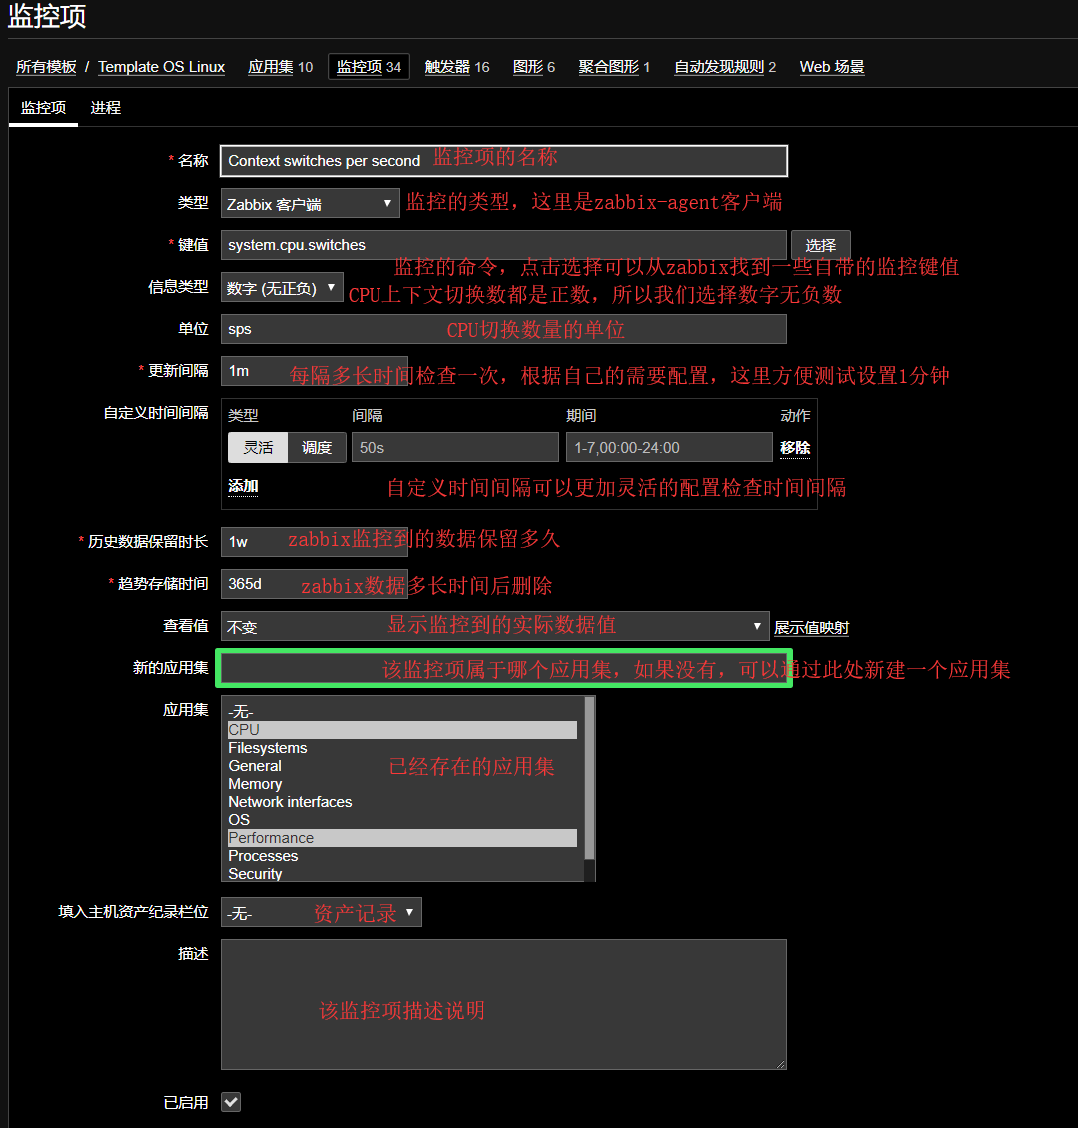 监控项
所有模板 / Template OS Linux 应用集 10 监控项 34 触发器 16 图形 6 聚合图形 1 自动发现规则 2 Web 场景
监控项 进程
* 名称 Context switches per second 监控项的名称
类型 Zabbix 客户端 监控的类型，这里是zabbix-agent客户端
* 键值 system.cpu.switches 选择
监控的命令，点击选择可以从zabbix找到一些自带的监控键值
信息类型 数字 (无正负) CPU上下文切换数都是正数，所以我们选择数字无负数
单位 sps CPU切换数量的单位
* 更新间隔 1m 每隔多长时间检查一次，根据自己的需要配置，这里方便测试设置1分钟
自定义时间间隔 类型 间隔 期间 动作
灵活 调度 50s 1-7,00:00-24:00 移除
添加 自定义时间间隔可以更加灵活的配置检查时间间隔
* 历史数据保留时长 1w zabbix监控到的数据保留多久
* 趋势存储时间 365d zabbix数据多长时间后删除
查看值 不变 显示监控到的实际数据值 展示值映射
新的应用集 该监控项属于哪个应用集，如果没有，可以通过此处新建一个应用集
应用集 -无-
CPU
Filesystems
General 已经存在的应用集
Memory
Network interfaces
OS
Performance
Processes
Security
填入主机资产纪录栏位 -无- 资产记录
描述
该监控项描述说明
已启用